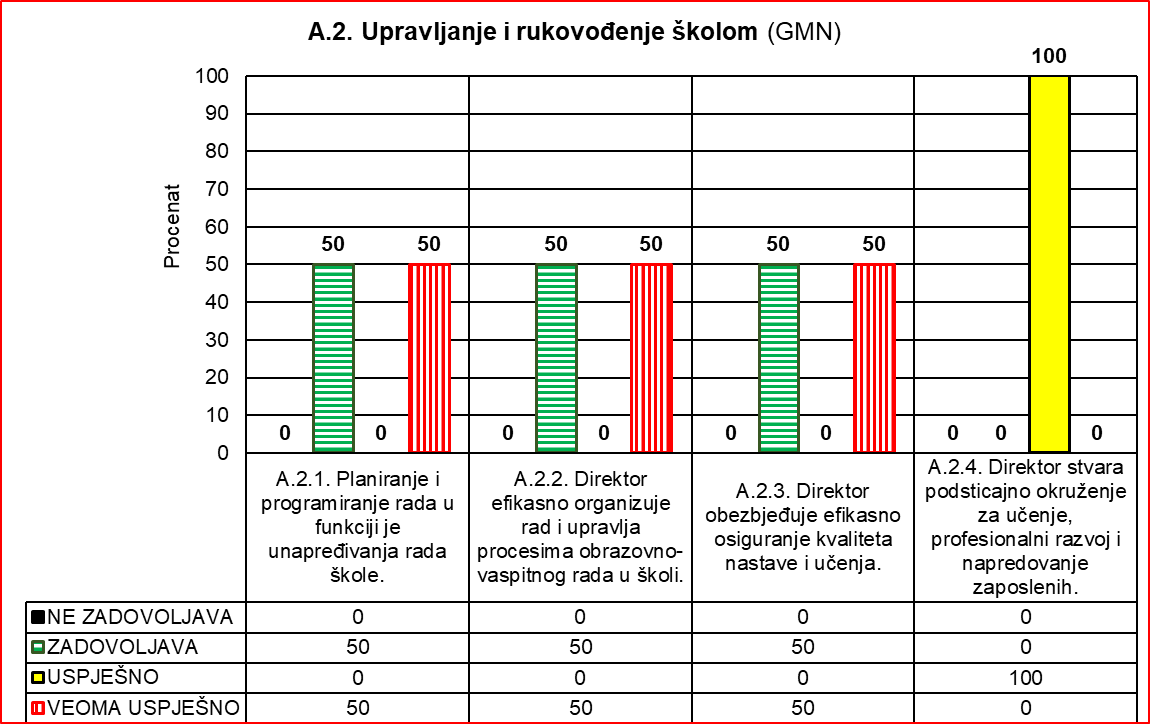 A.2. Upravljanje i rukovođenje školom (GMN)
Procenat
100
90
80
70
60
50
40
30
20
10
0
0 50 0 50
0 50 0 50
0 50 0 50
0 0 100 0
A.2.1. Planiranje i
programiranje rada u
funkciji je
unapređivanja rada
škole.
A.2.2. Direktor
efikasno organizuje
rad i upravlja
procesima obrazovno-
vaspitnog rada u školi.
A.2.3. Direktor
obezbjeđuje efikasno
osiguranje kvaliteta
nastave i učenja.
A.2.4. Direktor stvara
podsticajno okruženje
za učenje,
profesionalni razvoj i
napredovanje
zaposlenih.
NE ZADOVOLJAVA 0 0 0 0
ZADOVOLJAVA 50 50 50 0
USPJEŠNO 0 0 0 100
VEOMA USPJEŠNO 50 50 50 0